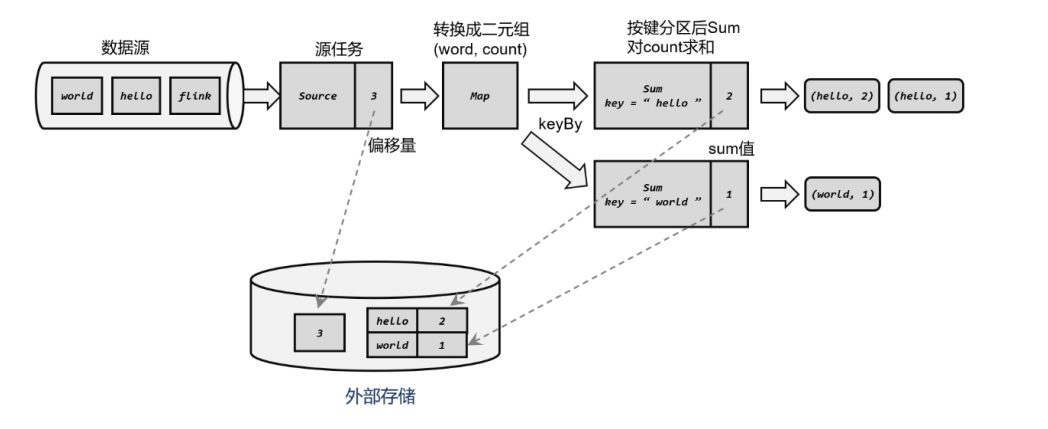 数据源
源任务
转换成二元组
(word, count)
按键分区后Sum
对count求和
world
hello
flink
Source
3
Map
Sum
key = “ hello ”
2
(hello, 2)
(hello, 1)
keyBy
偏移量
sum值
Sum
key = “ world ”
1
(world, 1)
3
hello
2
world
1
外部存储